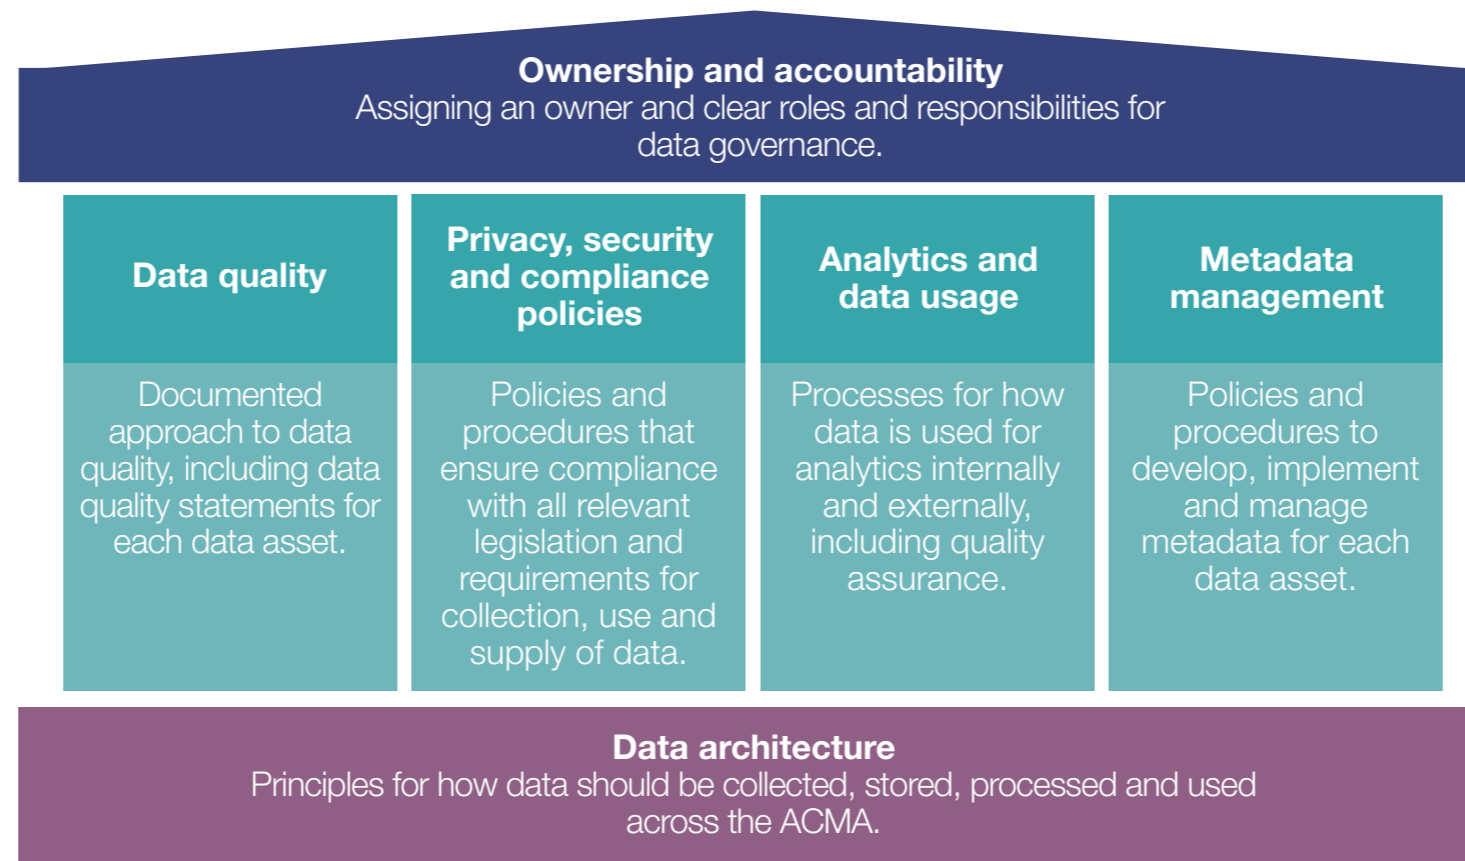 Ownership and accountability
Assigning an owner and clear roles and responsibilities for
data governance.
Data quality
Documented
approach to data
quality, including data
quality statements for
each data asset.
Privacy, security
and compliance
policies
Policies and
procedures that
ensure compliance
with all relevant
legislation and
requirements for
collection, use and
supply of data.
Analytics and
data usage
Processes for how
data is used for
analytics internally
and externally,
including quality
assurance.
Metadata
management
Policies and
procedures to
develop, implement
and manage
metadata for each
data asset.
Data architecture
Principles for how data should be collected, stored, processed and used
across the ACMA.